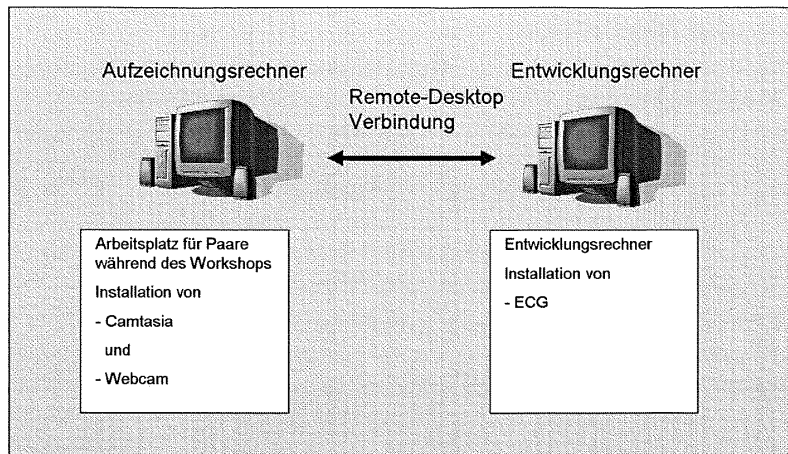 Aufzeichnungsrechner
Entwicklungsrechner
Remote-Desktop
Verbindung
Arbeitsplatz für Paare
während des Workshops
Installation von
- Camtasia
und
- Webcam
Entwicklungsrechner
Installation von
- ECG